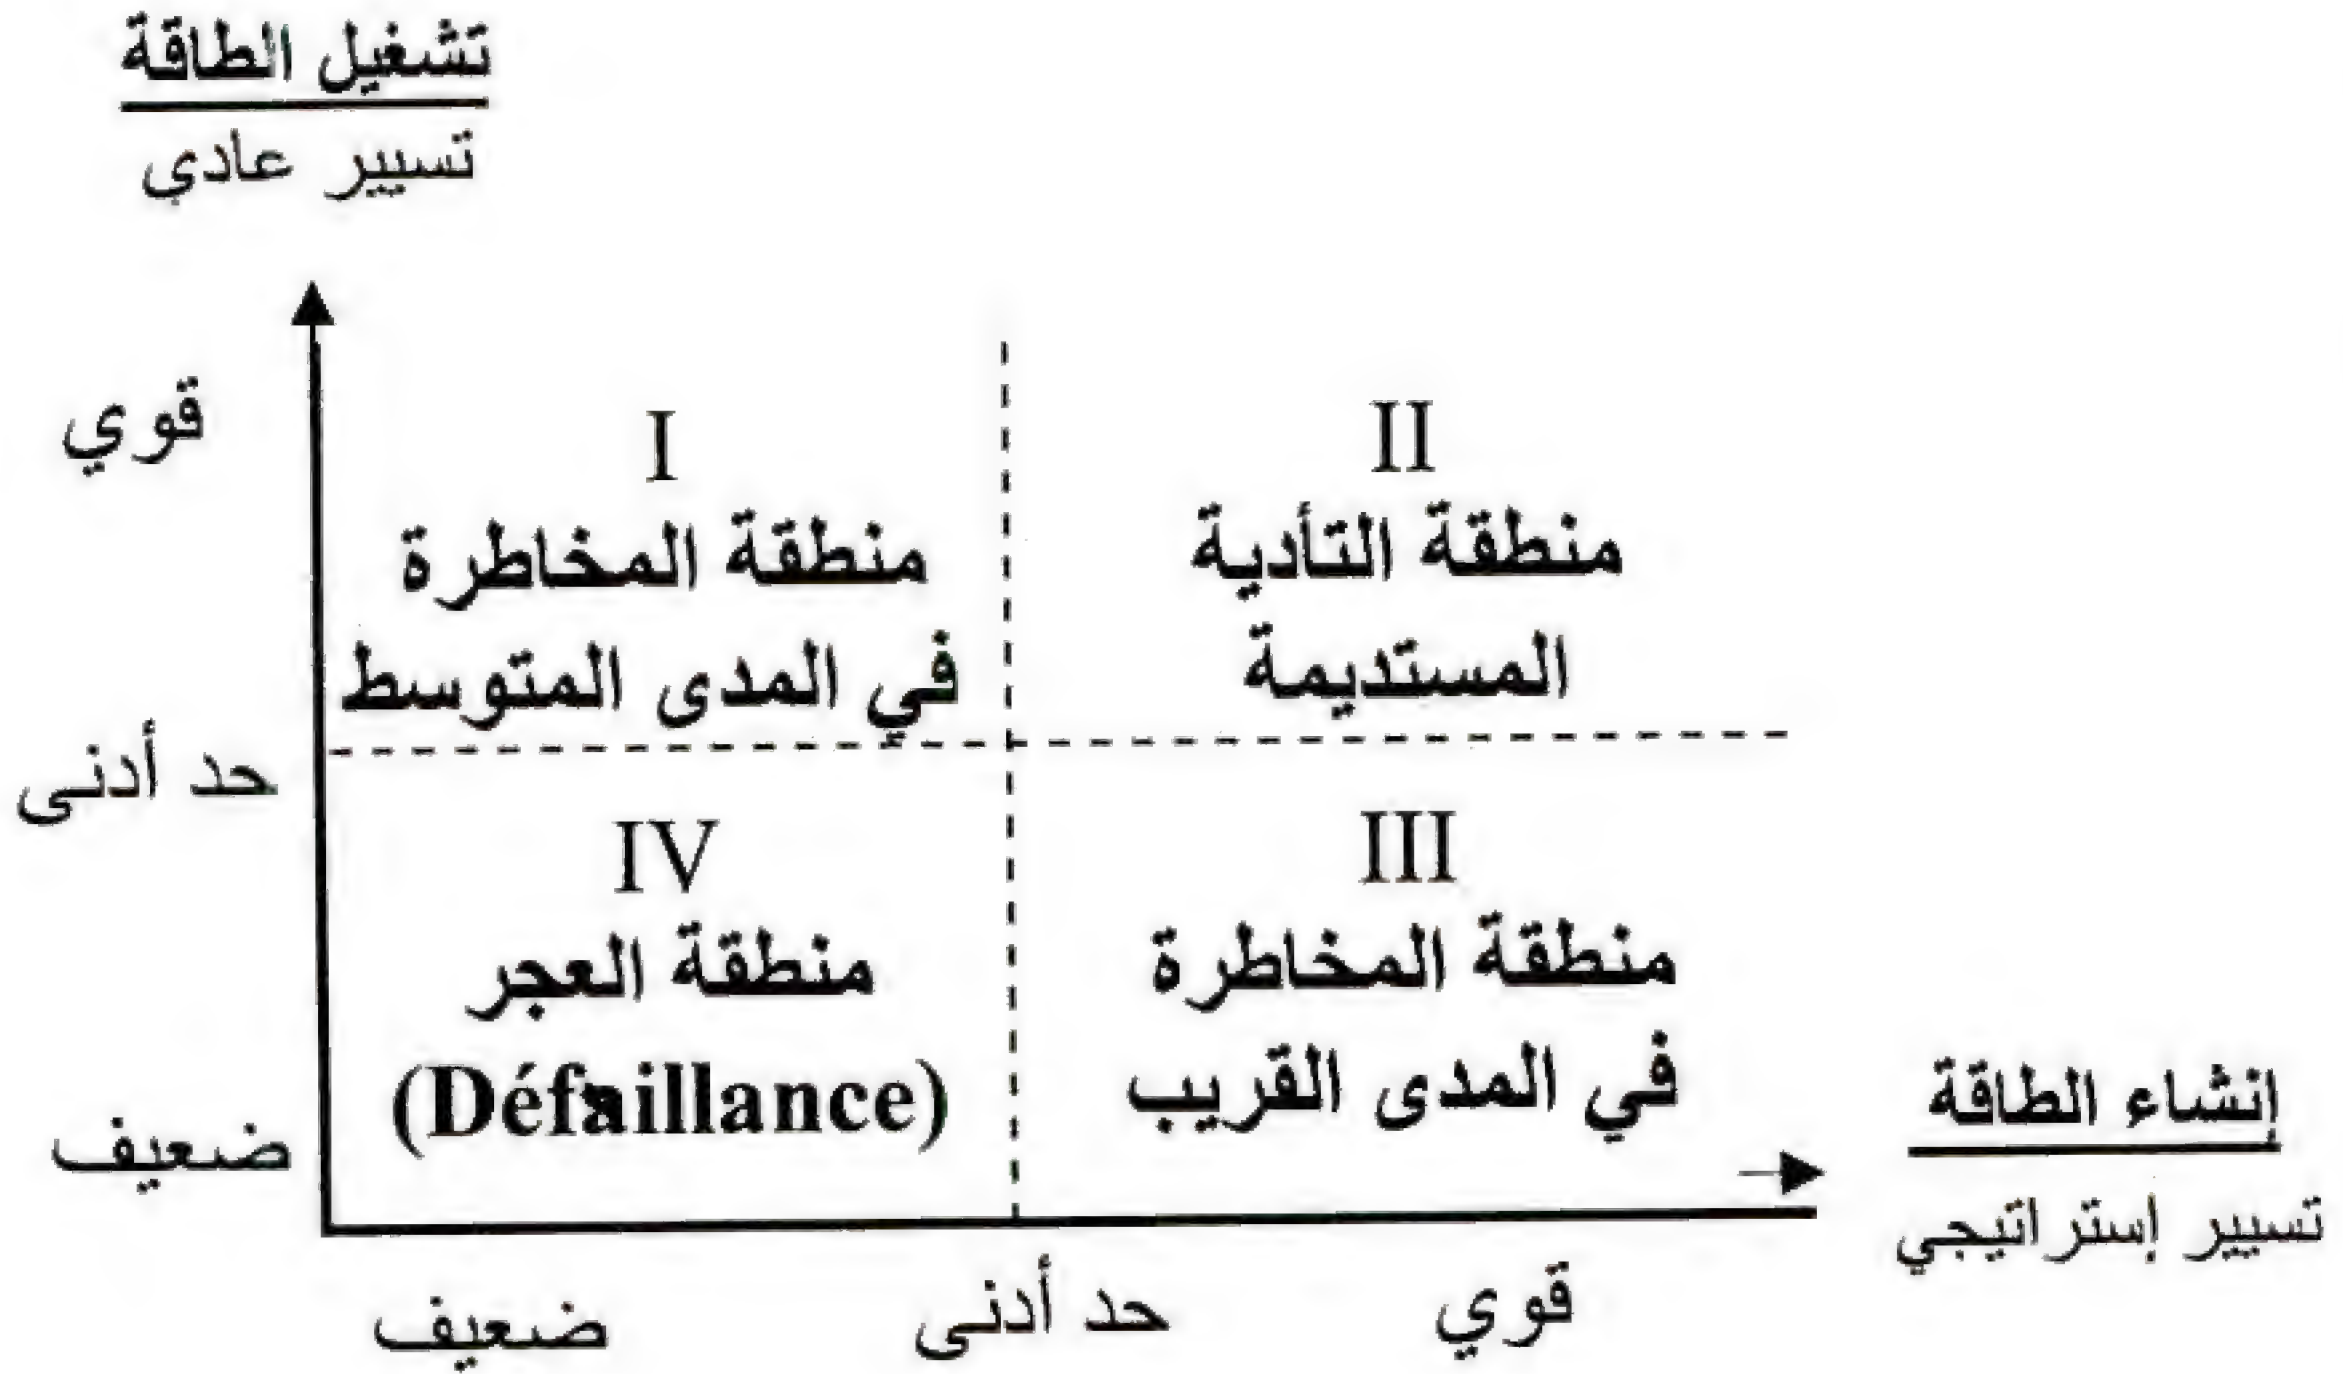 تشغيل الطاقة
تسيير عادي
قوي
I
منطقة المخاطرة
في المدى المتوسط
II
منطقة التأدية
المستديمة
حد أدنى
IV
منطقة العجر
(Défaillance)
III
منطقة المخاطرة
في المدى القريب
ضعيف
إنشاء الطاقة
تسيير إستراتيجي
ضعيف
حد أدنى
قوي